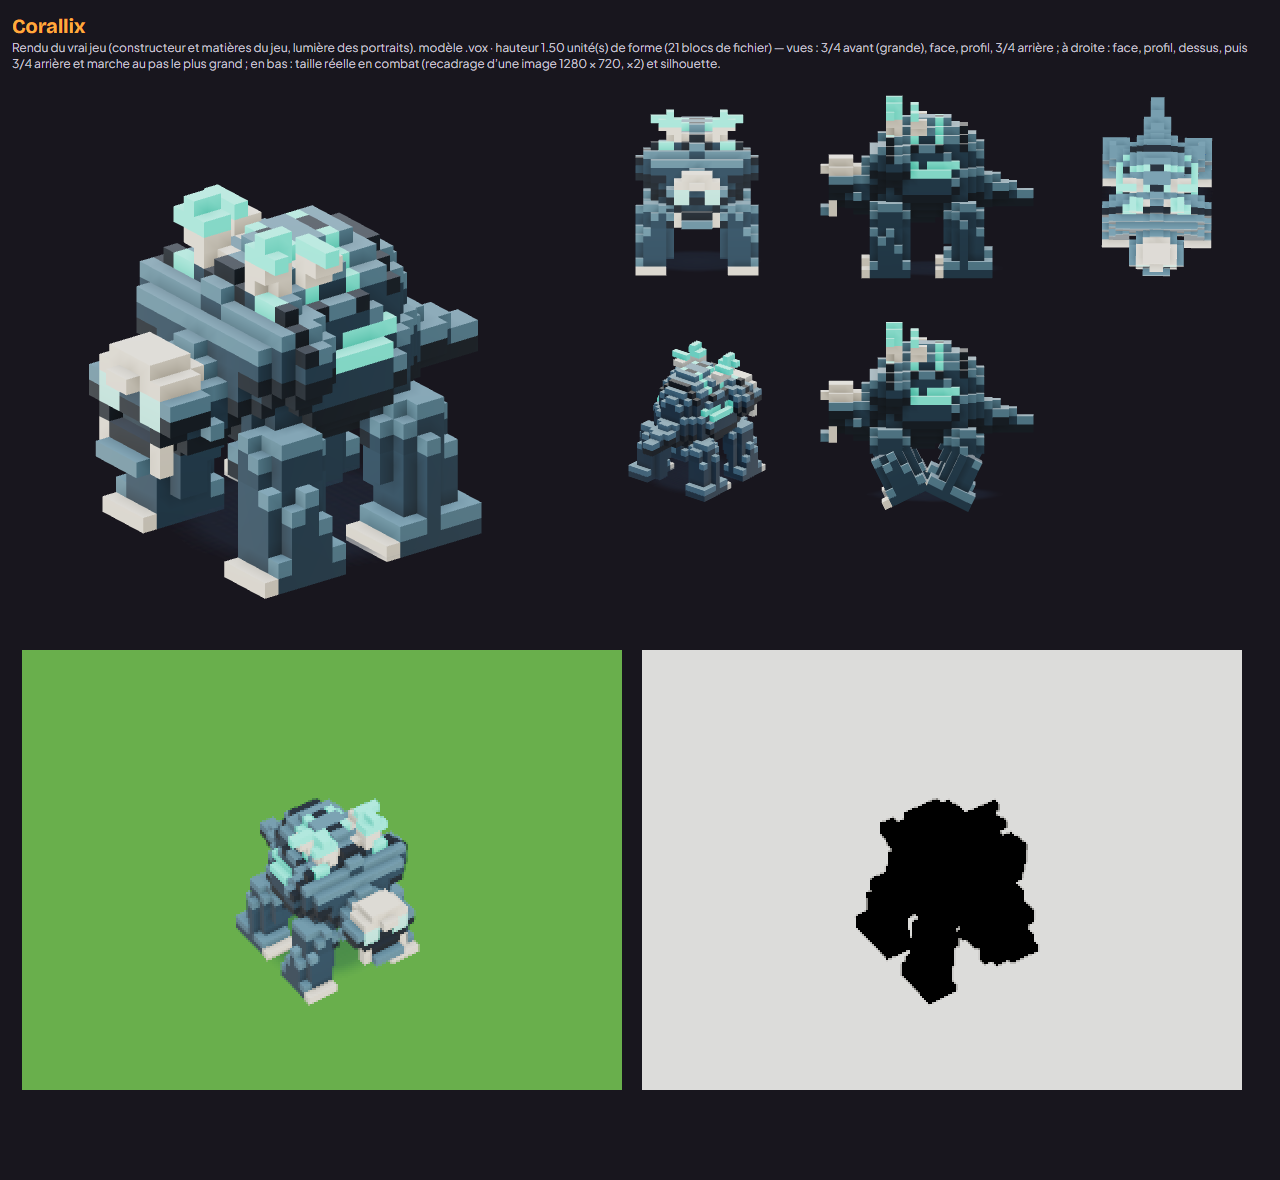 Corallix
Rendu du vrai jeu (constructeur et matières du jeu, lumière des portraits). modèle .vox · hauteur 1.50 unité(s) de forme (21 blocs de fichier) — vues : 3/4 avant (grande), face, profil, 3/4 arrière ; à droite : face, profil, dessus, puis
3/4 arrière et marche au pas le plus grand ; en bas : taille réelle en combat (recadrage d'une image 1280 × 720, ×2) et silhouette.